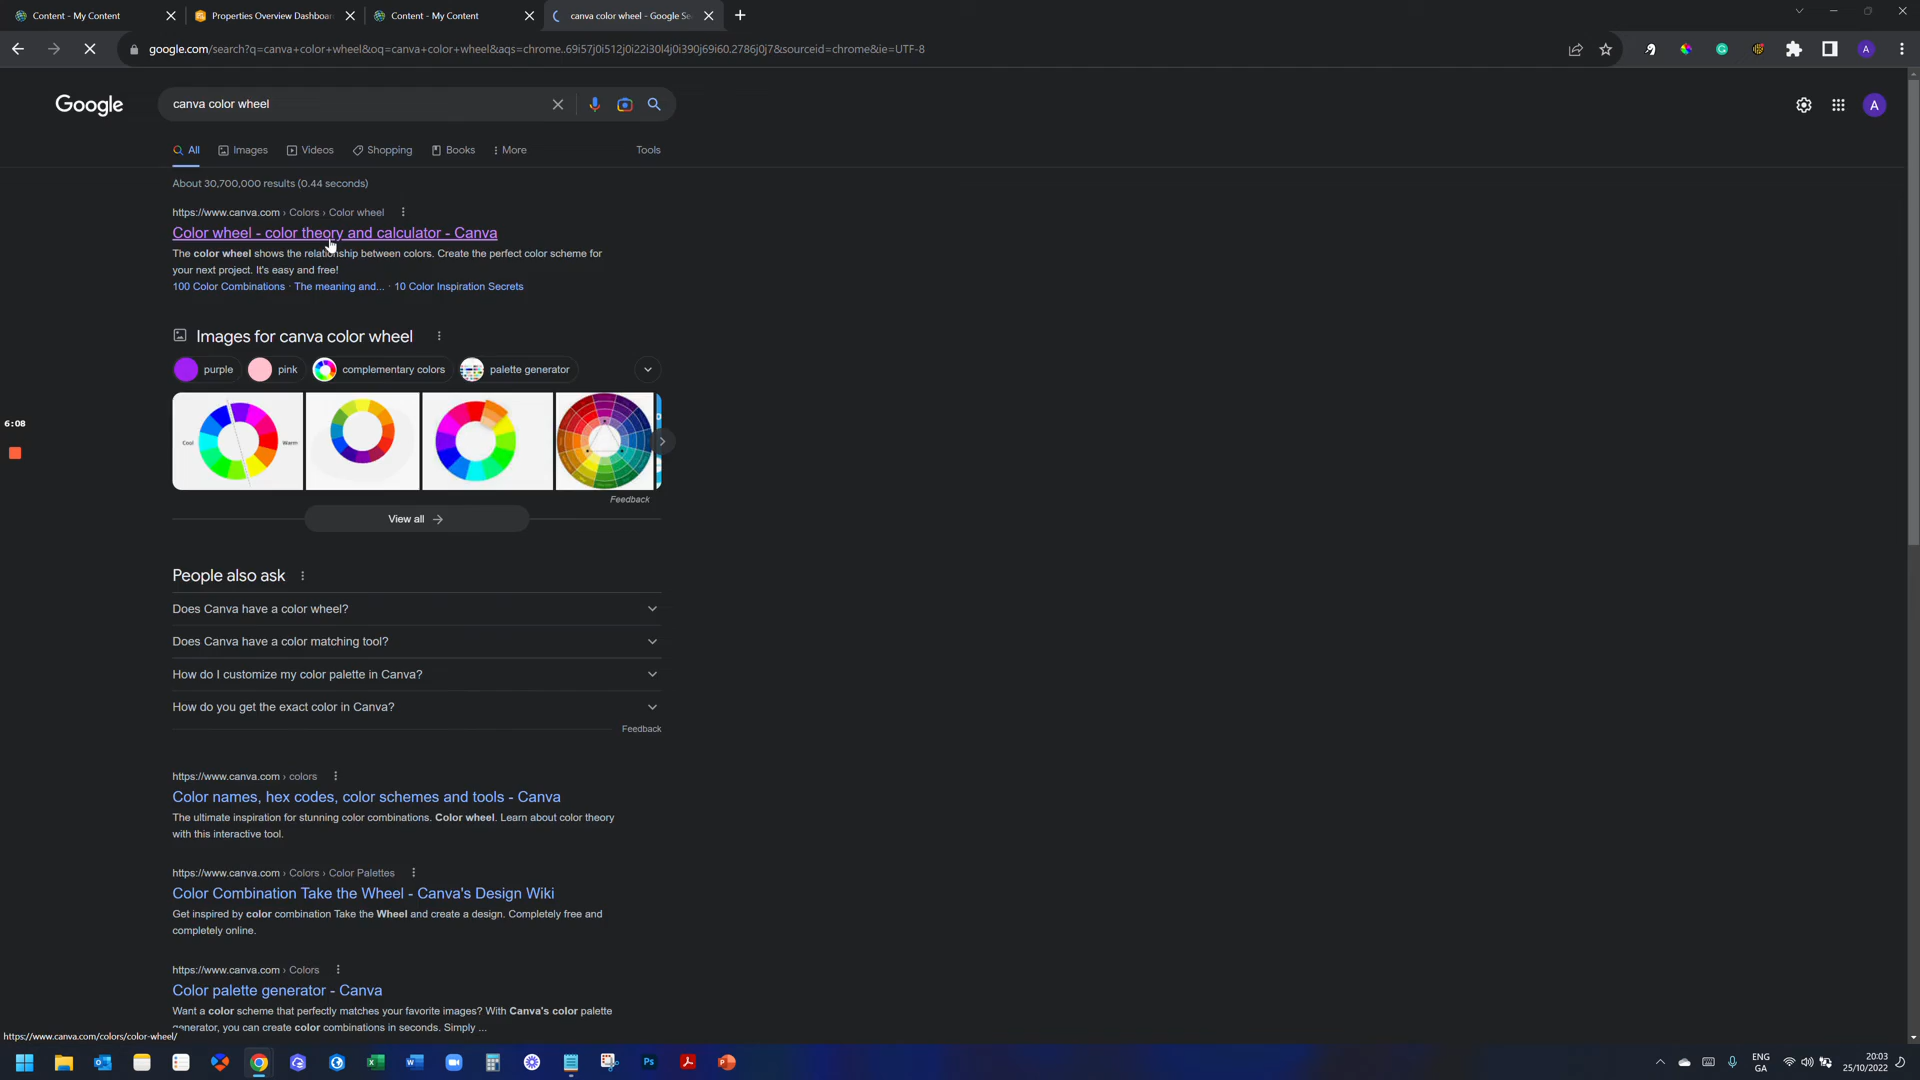 Content - My Content
Properties Overview Dashboar
Content - My Content
canva color wheel - Google Se
google.com/search?q=canva+color+wheel&oq=canva+color+wheel&aqs=chrome..69i57j0i512j0i22i30l4j0i390j69i60.2786j0j7&sourceid=chrome&ie=UTF-8
A
Google
canva color wheel
A
All
Images
Videos
Shopping
Books
More
Tools
About 30,700,000 results (0.44 seconds)
https://www.canva.com › Colors › Color wheel
Color wheel - color theory and calculator - Canva
The color wheel shows the relationship between colors. Create the perfect color scheme for
your next project. It's easy and free!
100 Color Combinations · The meaning and... · 10 Color Inspiration Secrets
Images for canva color wheel
purple
pink
complementary colors
palette generator
Cool
Warm
6:08
Feedback
View all
People also ask
Does Canva have a color wheel?
Does Canva have a color matching tool?
How do I customize my color palette in Canva?
How do you get the exact color in Canva?
Feedback
https://www.canva.com › colors
Color names, hex codes, color schemes and tools - Canva
The ultimate inspiration for stunning color combinations. Color wheel. Learn about color theory
with this interactive tool.
https://www.canva.com › Colors › Color Palettes
Color Combination Take the Wheel - Canva's Design Wiki
Get inspired by color combination Take the Wheel and create a design. Completely free and
completely online.
https://www.canva.com › Colors
Color palette generator - Canva
Want a color scheme that perfectly matches your favorite images? With Canva's color palette
generator, you can create color combinations in seconds. Simply ...
https://www.canva.com/colors/color-wheel/
Ps
ENG
GA
20:03
25/10/2022